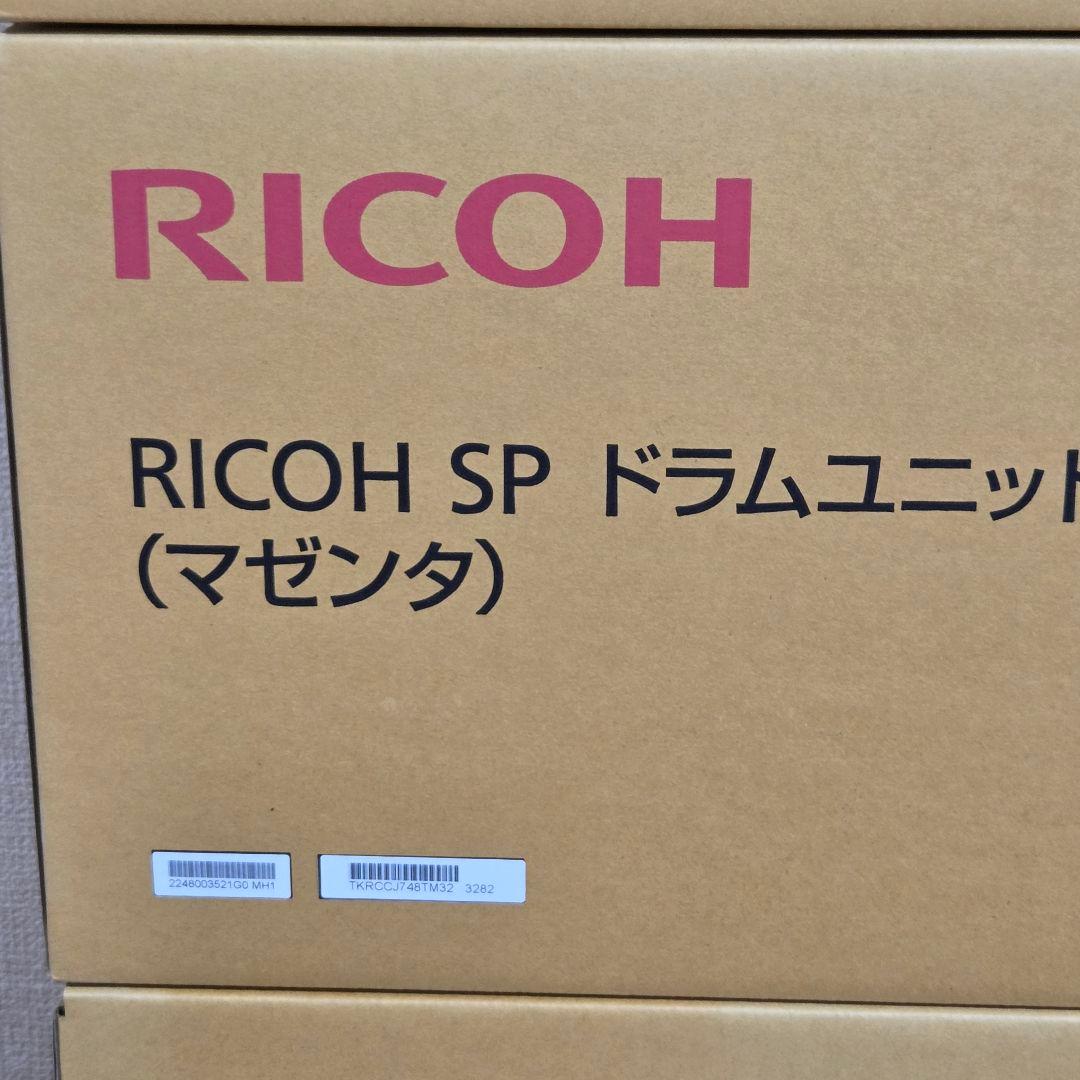 RICOH
RICOH SP ドラムユニット
(マゼンタ)
2248003521G0 MH1
TKRCCJ748TM32 3282